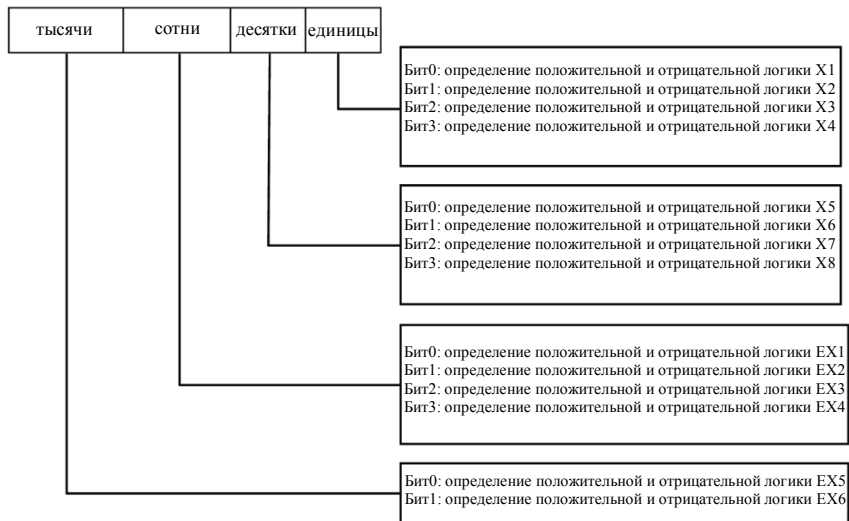 тысячи сотни десятки единицы
Бит0: определение положительной и отрицательной логики X1
Бит1: определение положительной и отрицательной логики X2
Бит2: определение положительной и отрицательной логики X3
Бит3: определение положительной и отрицательной логики X4
Бит0: определение положительной и отрицательной логики X5
Бит1: определение положительной и отрицательной логики X6
Бит2: определение положительной и отрицательной логики X7
Бит3: определение положительной и отрицательной логики X8
Бит0: определение положительной и отрицательной логики EX1
Бит1: определение положительной и отрицательной логики EX2
Бит2: определение положительной и отрицательной логики EX3
Бит3: определение положительной и отрицательной логики EX4
Бит0: определение положительной и отрицательной логики EX5
Бит1: определение положительной и отрицательной логики EX6